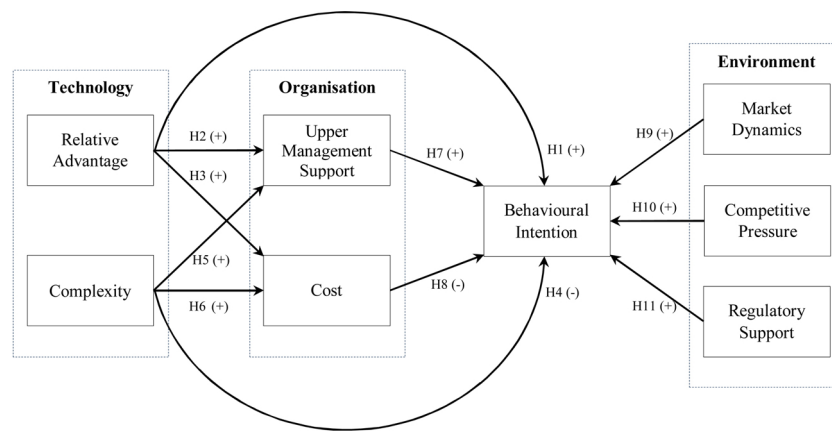 Technology
Relative
Advantage
Complexity
H2 (+)
H3 (+)
H5 (+)
H6 (+)
Organisation
Upper
Management
Support
Cost
H7 (+)
H8 (-)
H1 (+)
Behavioural
Intention
H4 (-)
H9 (+)
H10 (+)
H11 (+)
Environment
Market
Dynamics
Competitive
Pressure
Regulatory
Support